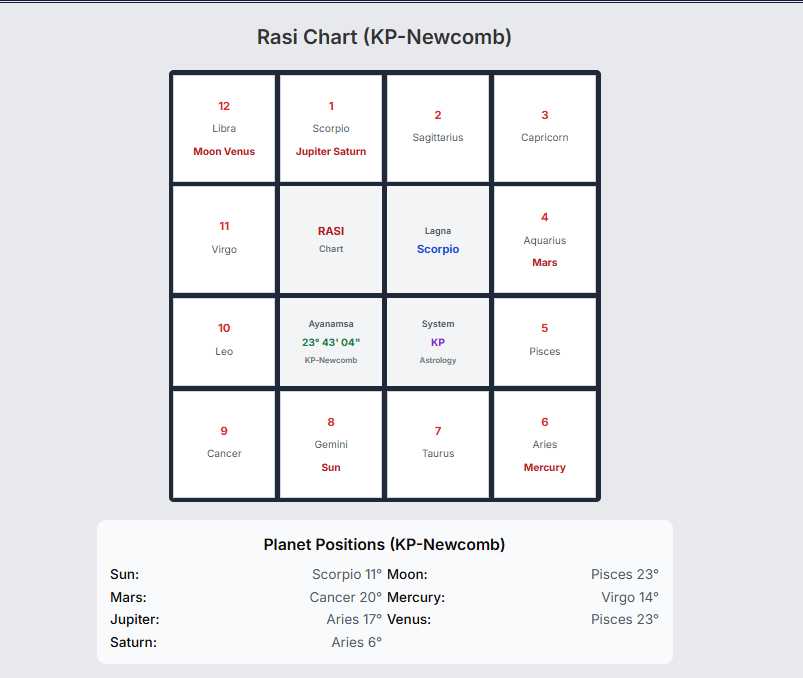 Rasi Chart (KP-Newcomb)
12
Libra
Moon Venus
1
Scorpio
Jupiter Saturn
2
Sagittarius
3
Capricorn
11
Virgo
RASI
Chart
Lagna
Scorpio
4
Aquarius
Mars
10
Leo
Ayanamsa
23° 43' 04"
KP-Newcomb
System
KP
Astrology
5
Pisces
9
Cancer
8
Gemini
Sun
7
Taurus
6
Aries
Mercury
Planet Positions (KP-Newcomb)
Sun: Scorpio 11° Moon: Pisces 23°
Mars: Cancer 20° Mercury: Virgo 14°
Jupiter: Aries 17° Venus: Pisces 23°
Saturn: Aries 6°